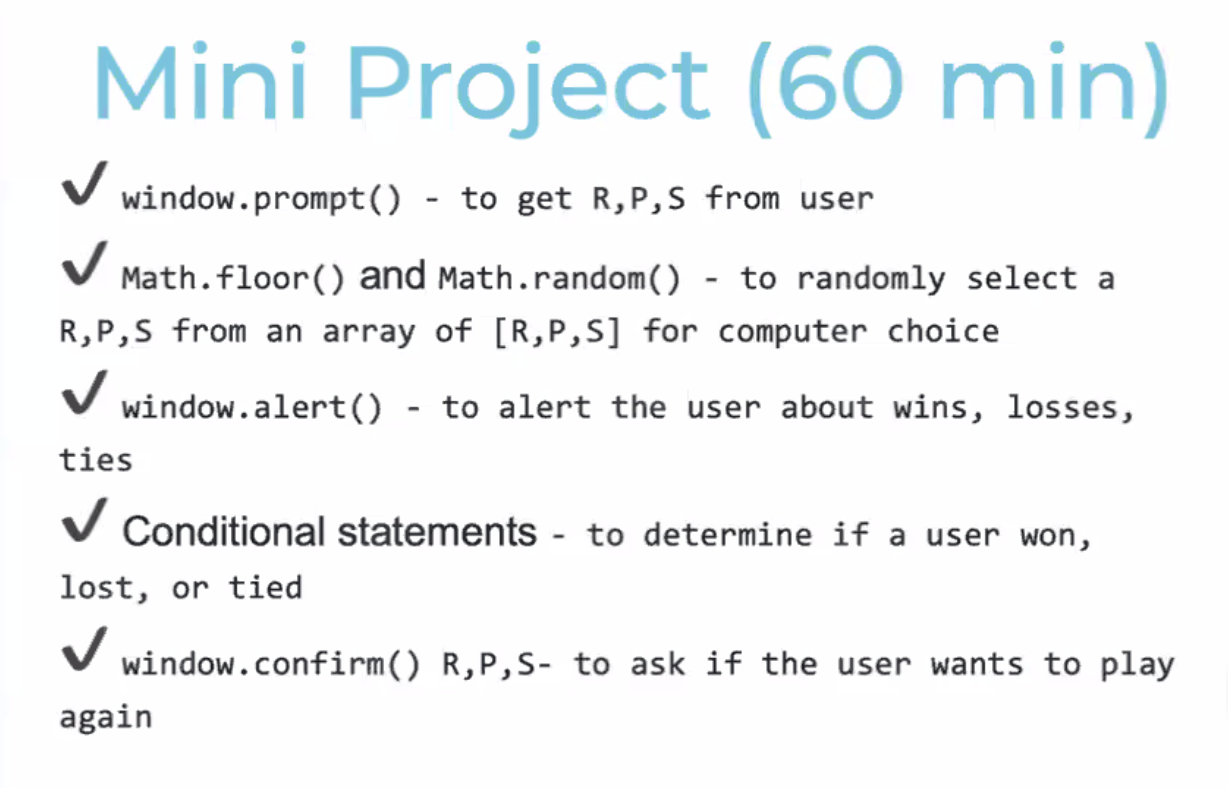 Mini Project (60 min)
✔ window.prompt() - to get R,P,S from user
✔ Math.floor() and Math.random() - to randomly select a
R,P,S from an array of [R,P,S] for computer choice
✔ window.alert() - to alert the user about wins, losses,
ties
✔ Conditional statements - to determine if a user won,
lost, or tied
✔ window.confirm() R,P,S- to ask if the user wants to play
again